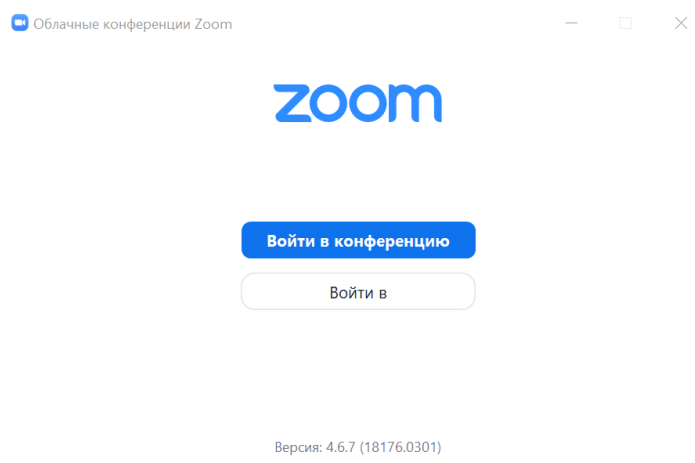 Облачные конференции Zoom
zoom
Войти в конференцию
Войти в
Версия: 4.6.7 (18176.0301)